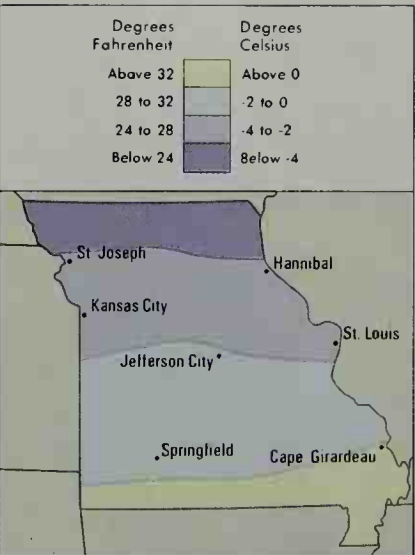 Degrees Fahrenheit Degrees Celsius
Above 32 Above 0
28 to 32 -2 to 0
24 to 28 -4 to -2
Below 24 8elow -4
St Joseph
Hannibal
Kansas City
St. Louis
Jefferson City
Springfield
Cape Girardeau